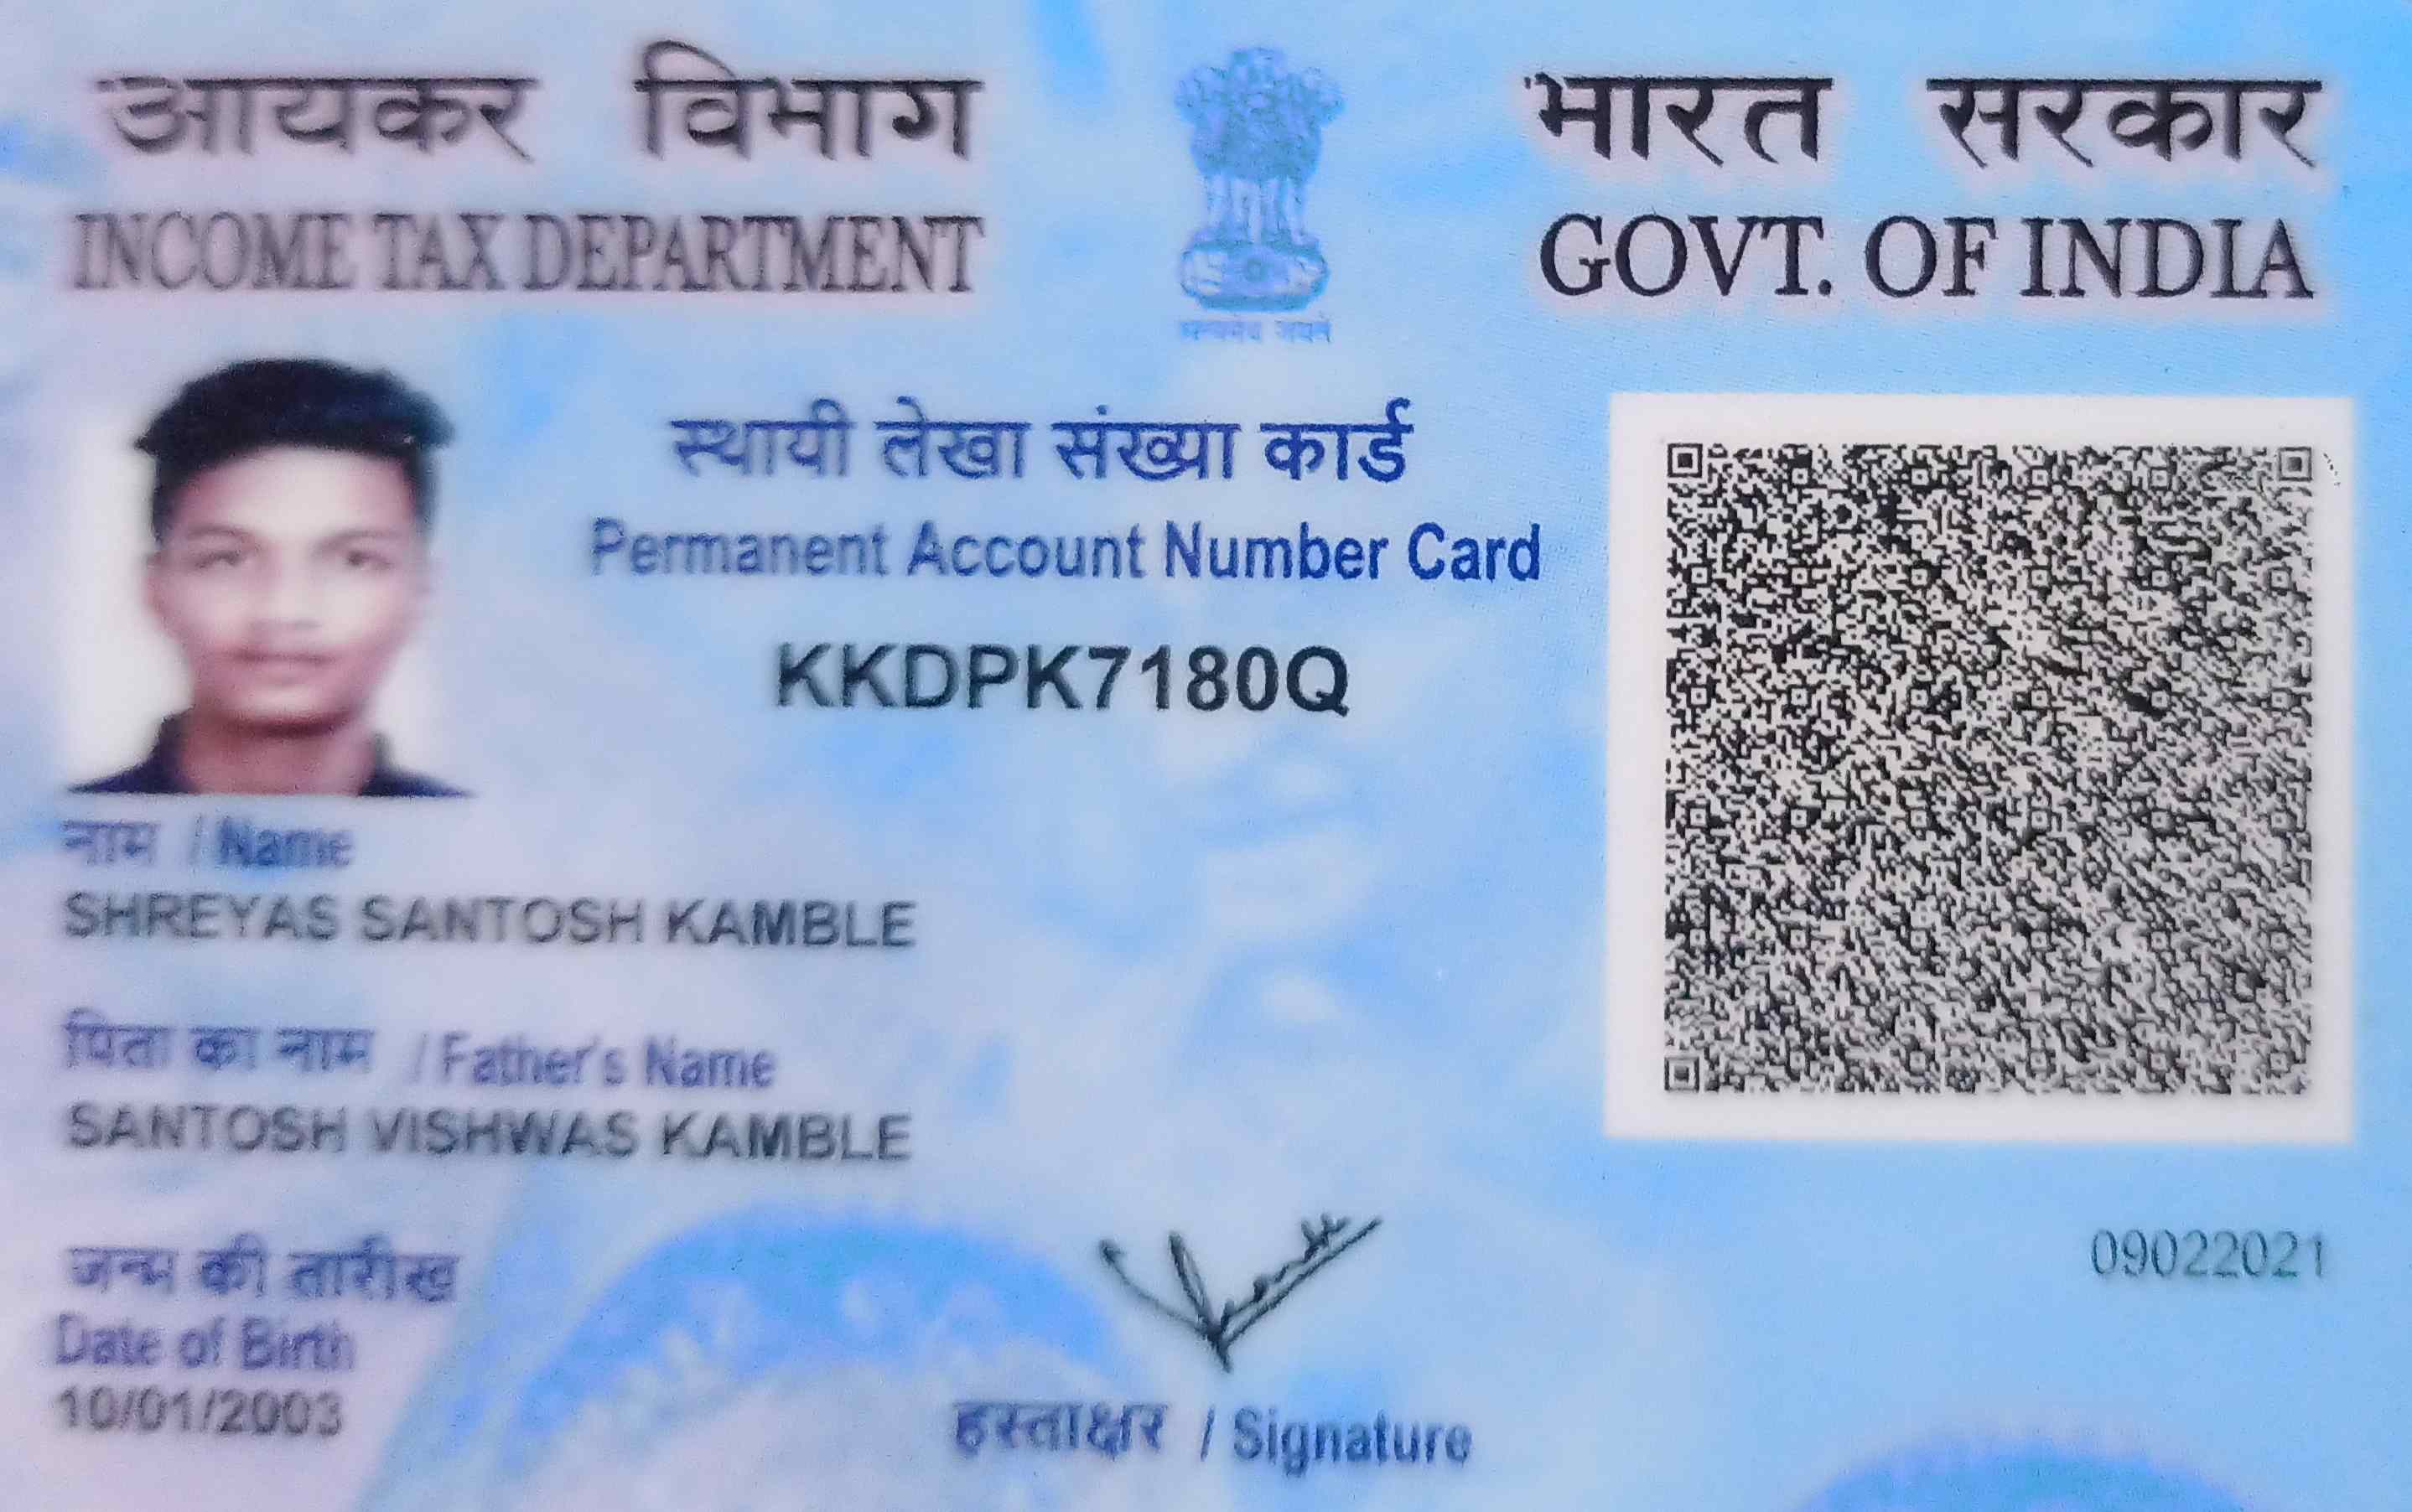 आयकर विभाग
INCOME TAX DEPARTMENT
सत्यमेव जयते
भारत सरकार
GOVT. OF INDIA
स्थायी लेखा संख्या कार्ड
Permanent Account Number Card
KKDPK7180Q
नाम / Name
SHREYAS SANTOSH KAMBLE
पिता का नाम / Father's Name
SANTOSH VISHWAS KAMBLE
जन्म की तारीख
Date of Birth
10/01/2003
हस्ताक्षर / Signature
09022021